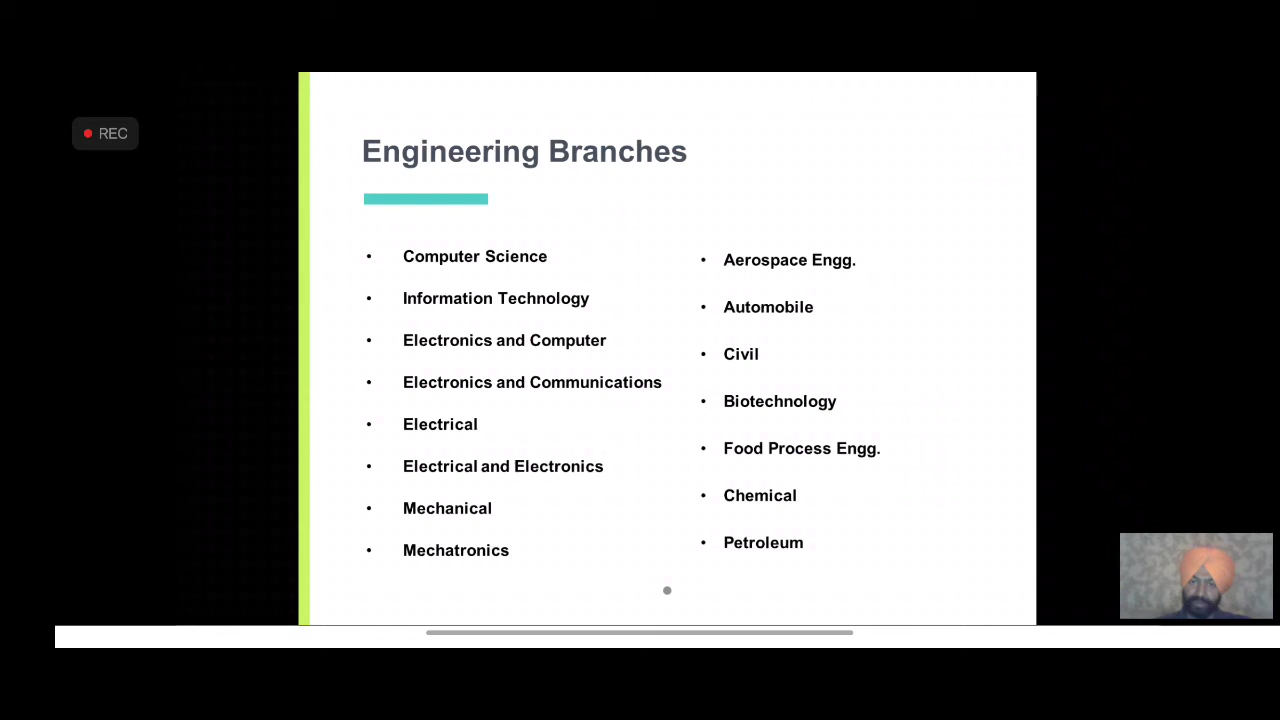 REC
Engineering Branches
• Computer Science
• Information Technology
• Electronics and Computer
• Electronics and Communications
• Electrical
• Electrical and Electronics
• Mechanical
• Mechatronics
• Aerospace Engg.
• Automobile
• Civil
• Biotechnology
• Food Process Engg.
• Chemical
• Petroleum